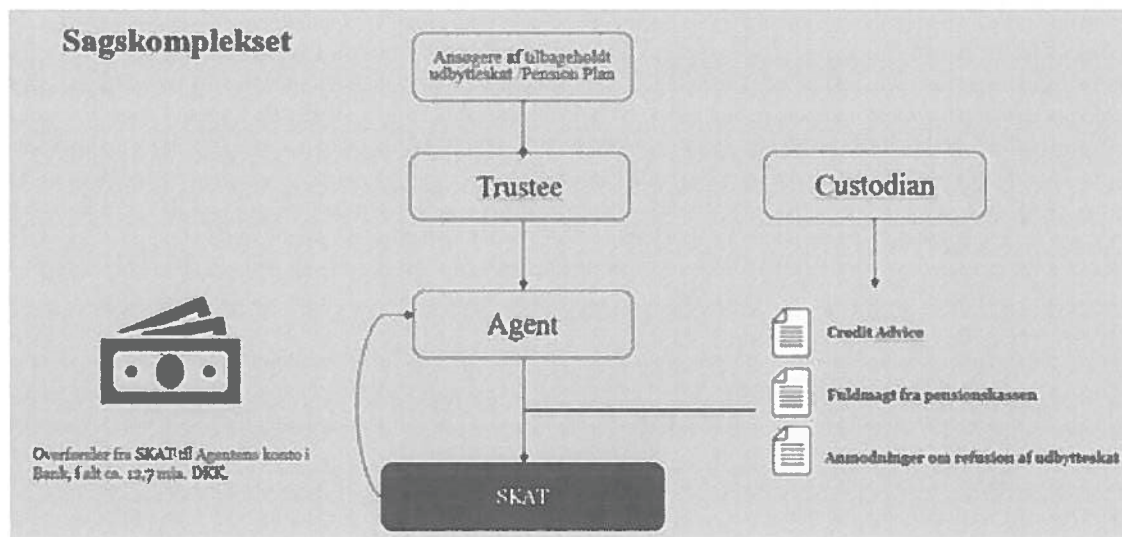 Sagskomplekset
Ansøgere af tilbageholdt
udbytteskat /Pension Plan
Trustee
Custodian
Agent
Credit Advice
Fuldmagt fra pensionskassen
Anmodninger om refusion af udbytteskat
Overførsler fra SKAT til Agentens konto i
Bank, i alt ca. 12,7 mia. DKK.
SKAT